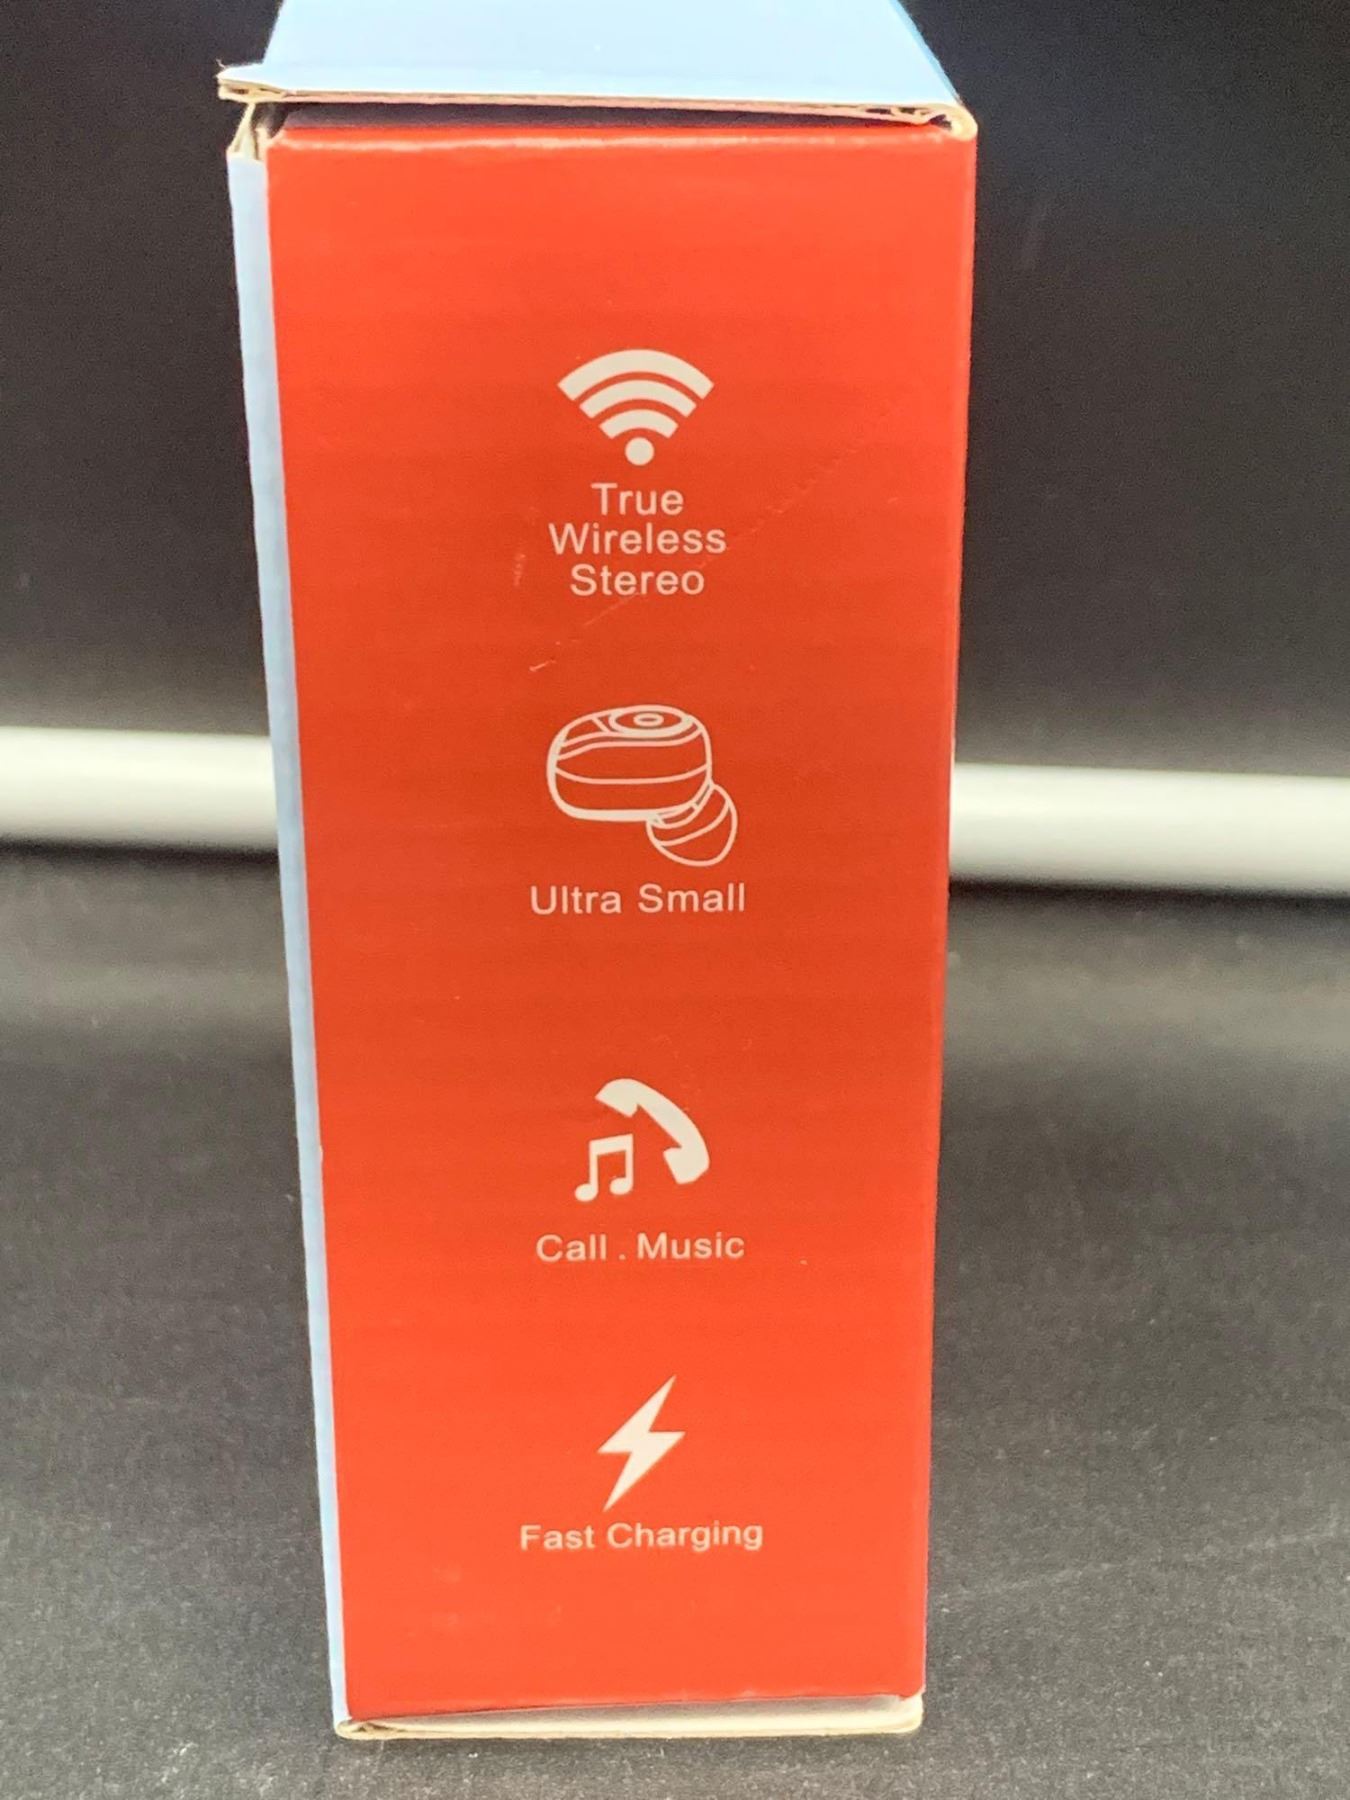 True
Wireless
Stereo
Ultra Small
Call . Music
Fast Charging